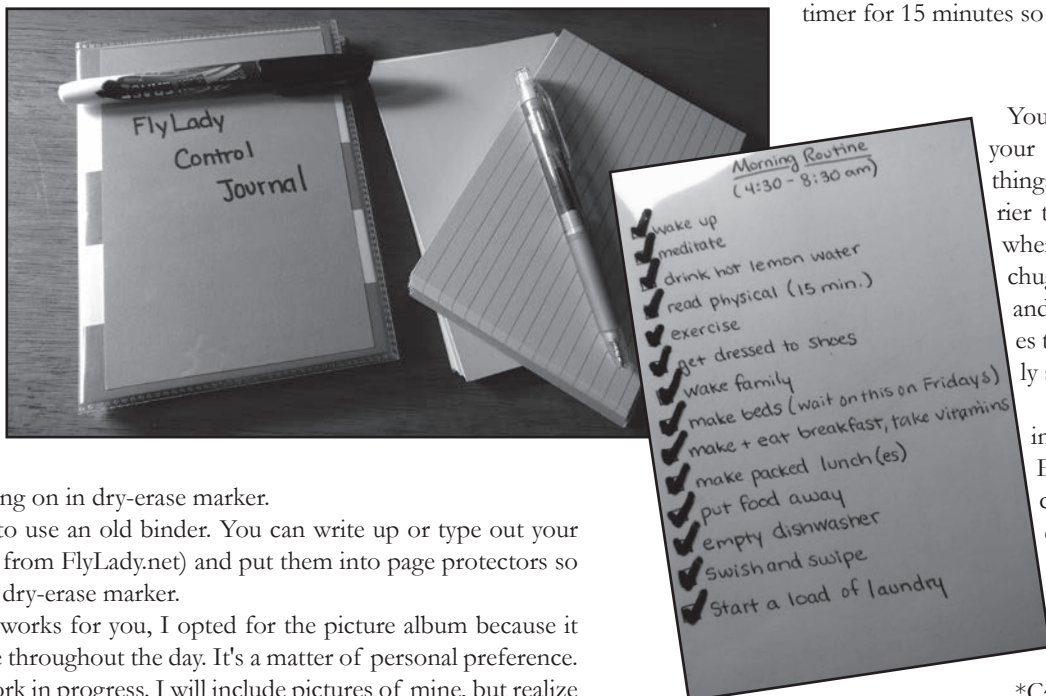 FlyLady
Control
Journal
Morning Routine
(4:30 - 8:30 am)
wake up
meditate
drink hot lemon water
read physical (15 min.)
exercise
get dressed to shoes
wake family
make beds (wait on this on Fridays)
make + eat breakfast, take vitamins
make packed lunch(es)
put food away
empty dishwasher
swish and swipe
start a load of laundry
ng on in dry-erase marker.
to use an old binder. You can write up or type out your
from FlyLady.net) and put them into page protectors so
dry-erase marker.
works for you, I opted for the picture album because it
e throughout the day. It's a matter of personal preference.
ork in progress. I will include pictures of mine, but realize
timer for 15 minutes so
You
your
things
rier
when
chug
and
es
ly
in